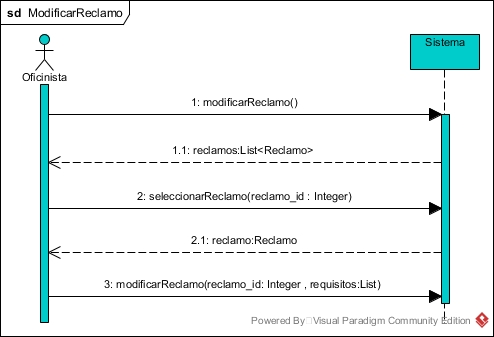 sd ModificarReclamo
Oficinista
Sistema
1: modificarReclamo()
1.1: reclamos:List<Reclamo>
2: seleccionarReclamo(reclamo_id : Integer)
2.1: reclamo:Reclamo
3: modificarReclamo(reclamo_id: Integer , requisitos:List)
Powered By Visual Paradigm Community Edition